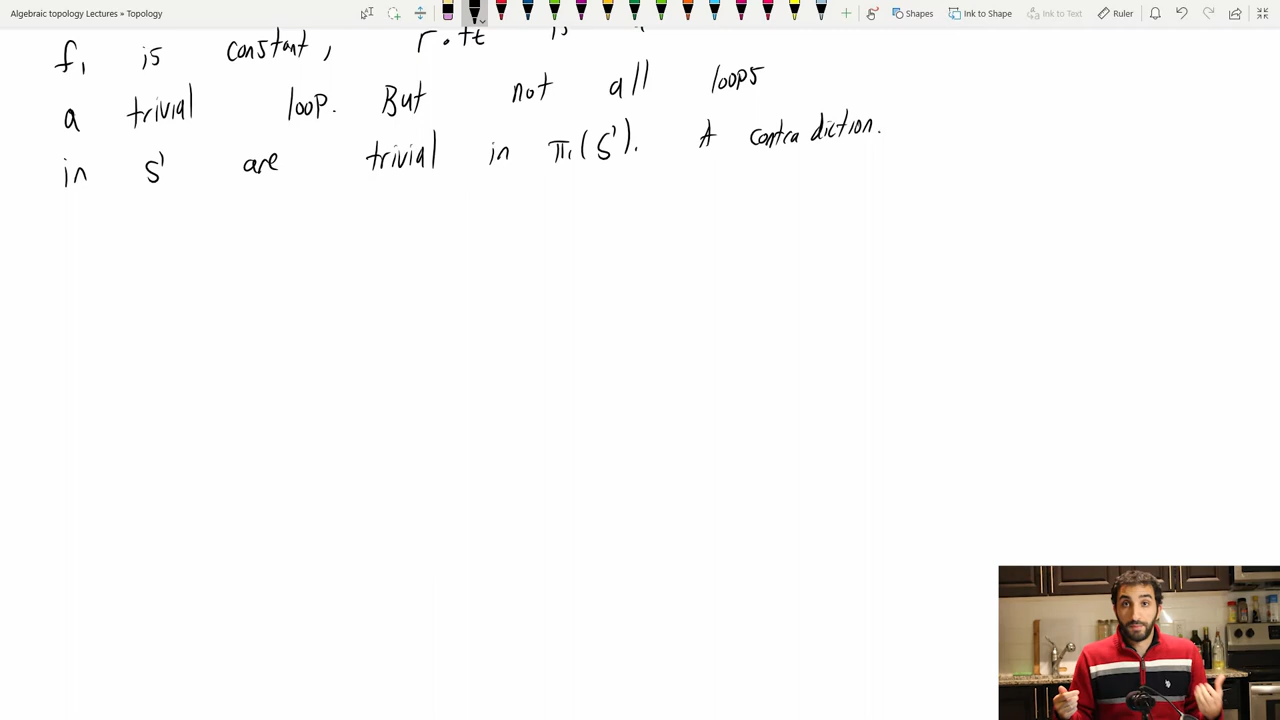 Algebraic topology Lectures » Topology
Shapes
Ink to Shape
Ink to Text
Ruler
f₁ is constant, r∘ft is
a trivial loop. But not all loops
in S¹ are trivial in π₁(S¹). A contradiction.